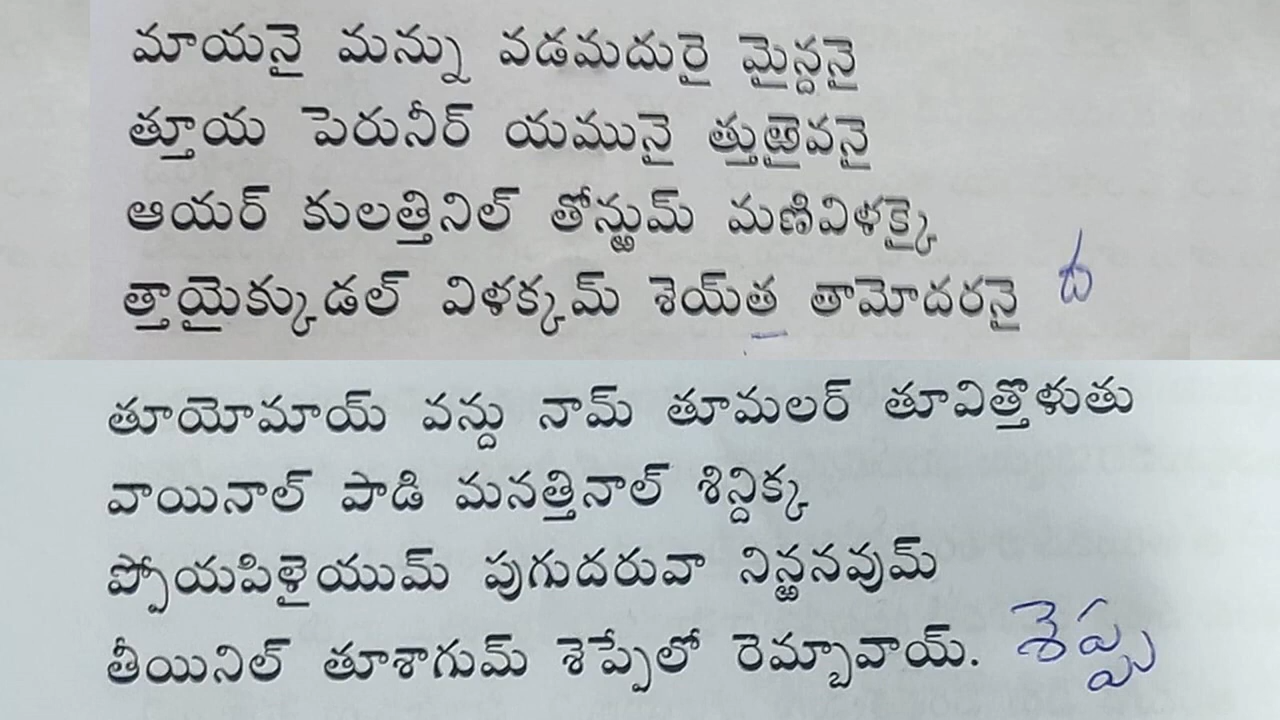 మాయనై మన్ను వడమదురై మైన్దనై
త్తూయ పెరునీర్ యమునై త్తుఱైవనై
ఆయర్ కులత్తినిల్ తోన్ఱుమ్ మణివిళక్కై
త్తాయైక్కుడల్ విళక్కమ్ శెయ్‌త తామోదరనై ద
తూయోమాయ్ వన్దు నామ్ తూమలర్ తూవిత్తొళుతు
వాయినాల్ పాడి మనత్తినాల్ శిన్దిక్క
ప్పోయపిళైయుమ్ పుగుదరువా నిన్ఱనవుమ్
తీయినిల్ తూశాగుమ్ శెప్పేలో రెమ్బావాయ్. శెప్పు